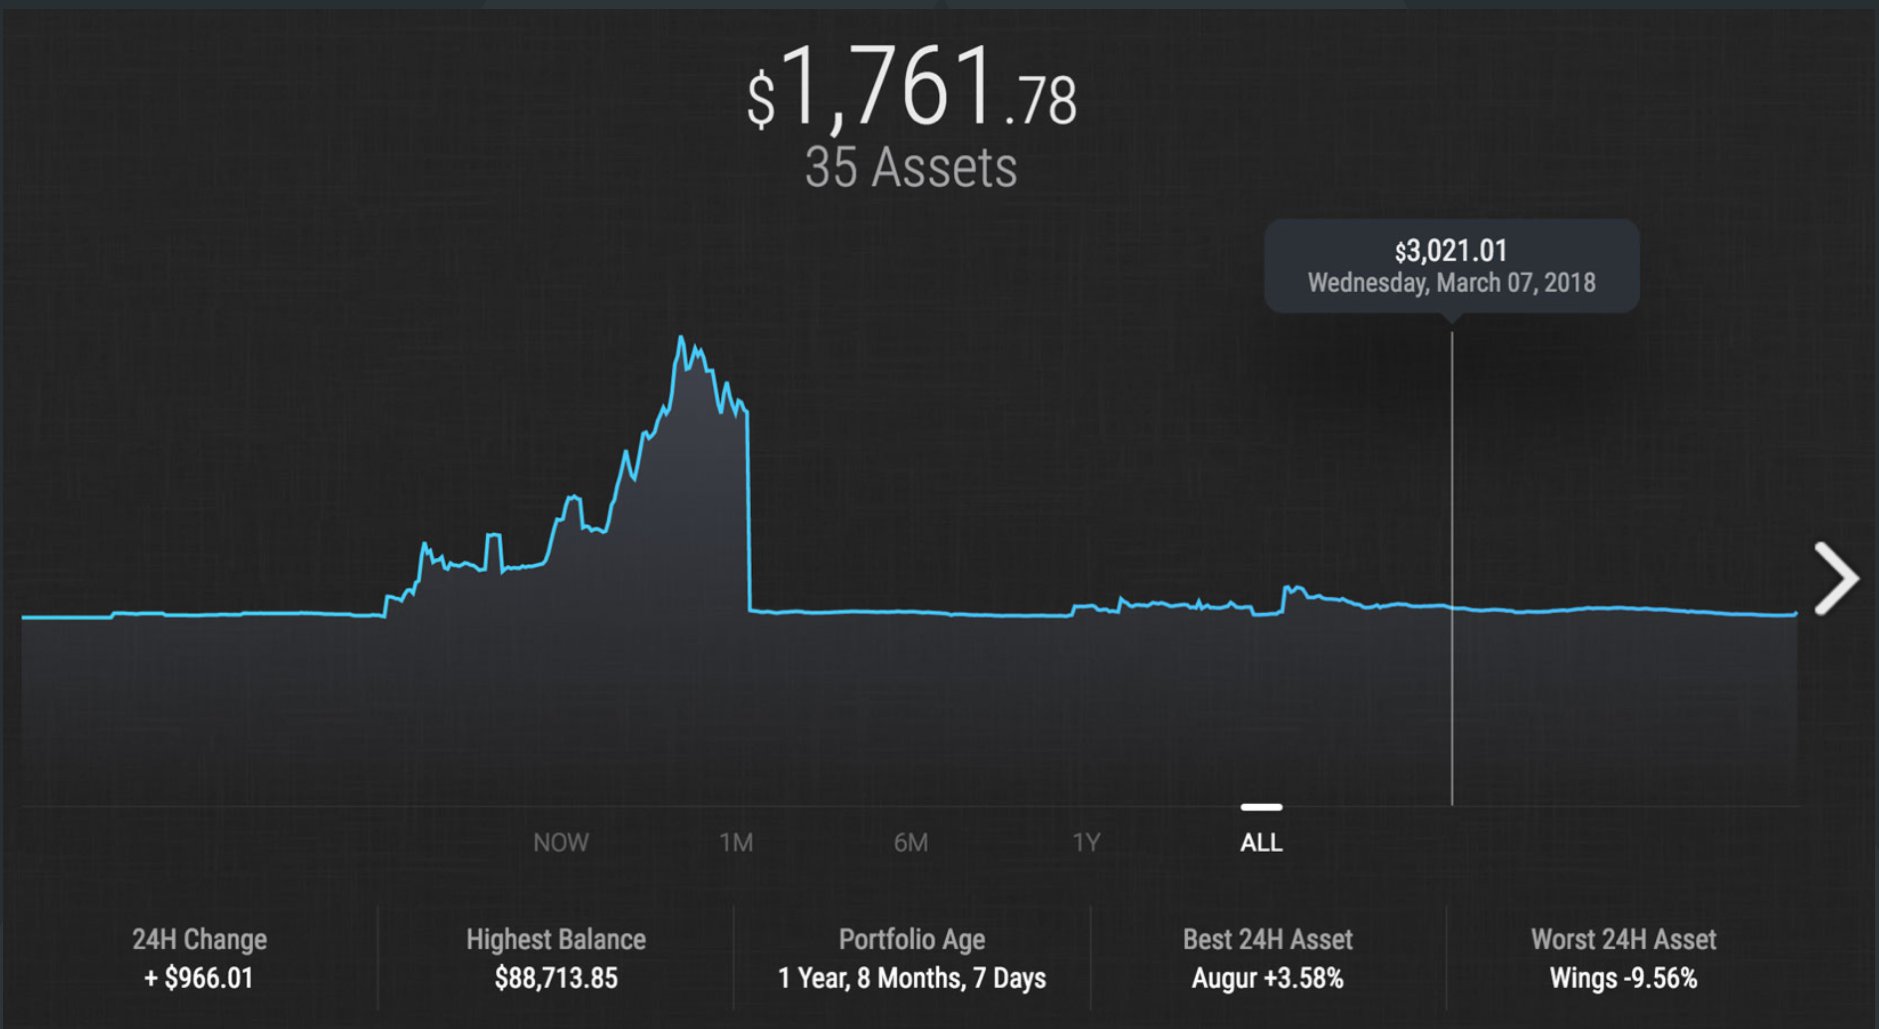 $1,761.78
35 Assets
$3,021.01
Wednesday, March 07, 2018
NOW 1M 6M 1Y ALL
24H Change
+ $966.01
Highest Balance
$88,713.85
Portfolio Age
1 Year, 8 Months, 7 Days
Best 24H Asset
Augur +3.58%
Worst 24H Asset
Wings -9.56%